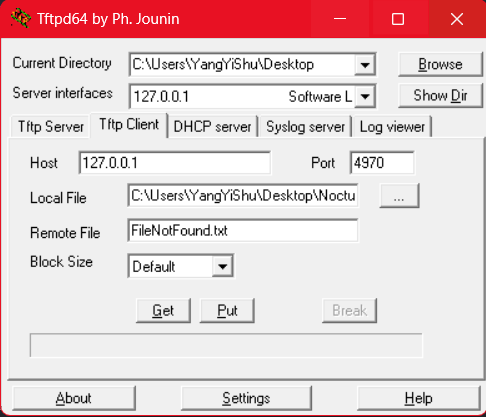 Tftpd64 by Ph. Jounin
Current Directory C:\Users\YangYiShu\Desktop Browse
Server interfaces 127.0.0.1 Software L Show Dir
Tftp Server Tftp Client DHCP server Syslog server Log viewer
Host 127.0.0.1 Port 4970
Local File C:\Users\YangYiShu\Desktop\Noctu ...
Remote File FileNotFound.txt
Block Size Default
Get Put Break
About Settings Help